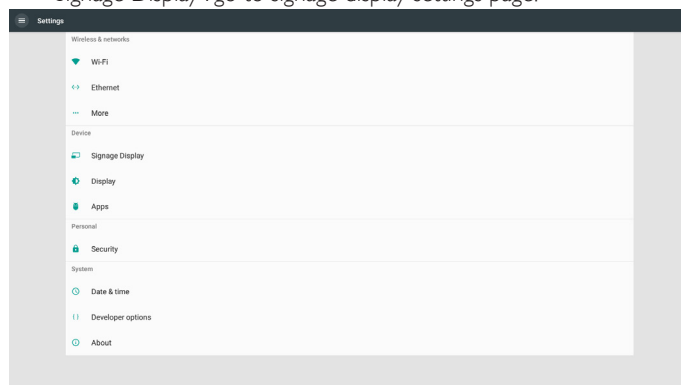 Signage Display : go to signage display settings page.
Settings
Wireless & networks
Wi-Fi
Ethernet
More
Device
Signage Display
Display
Apps
Personal
Security
System
Date & time
Developer options
About